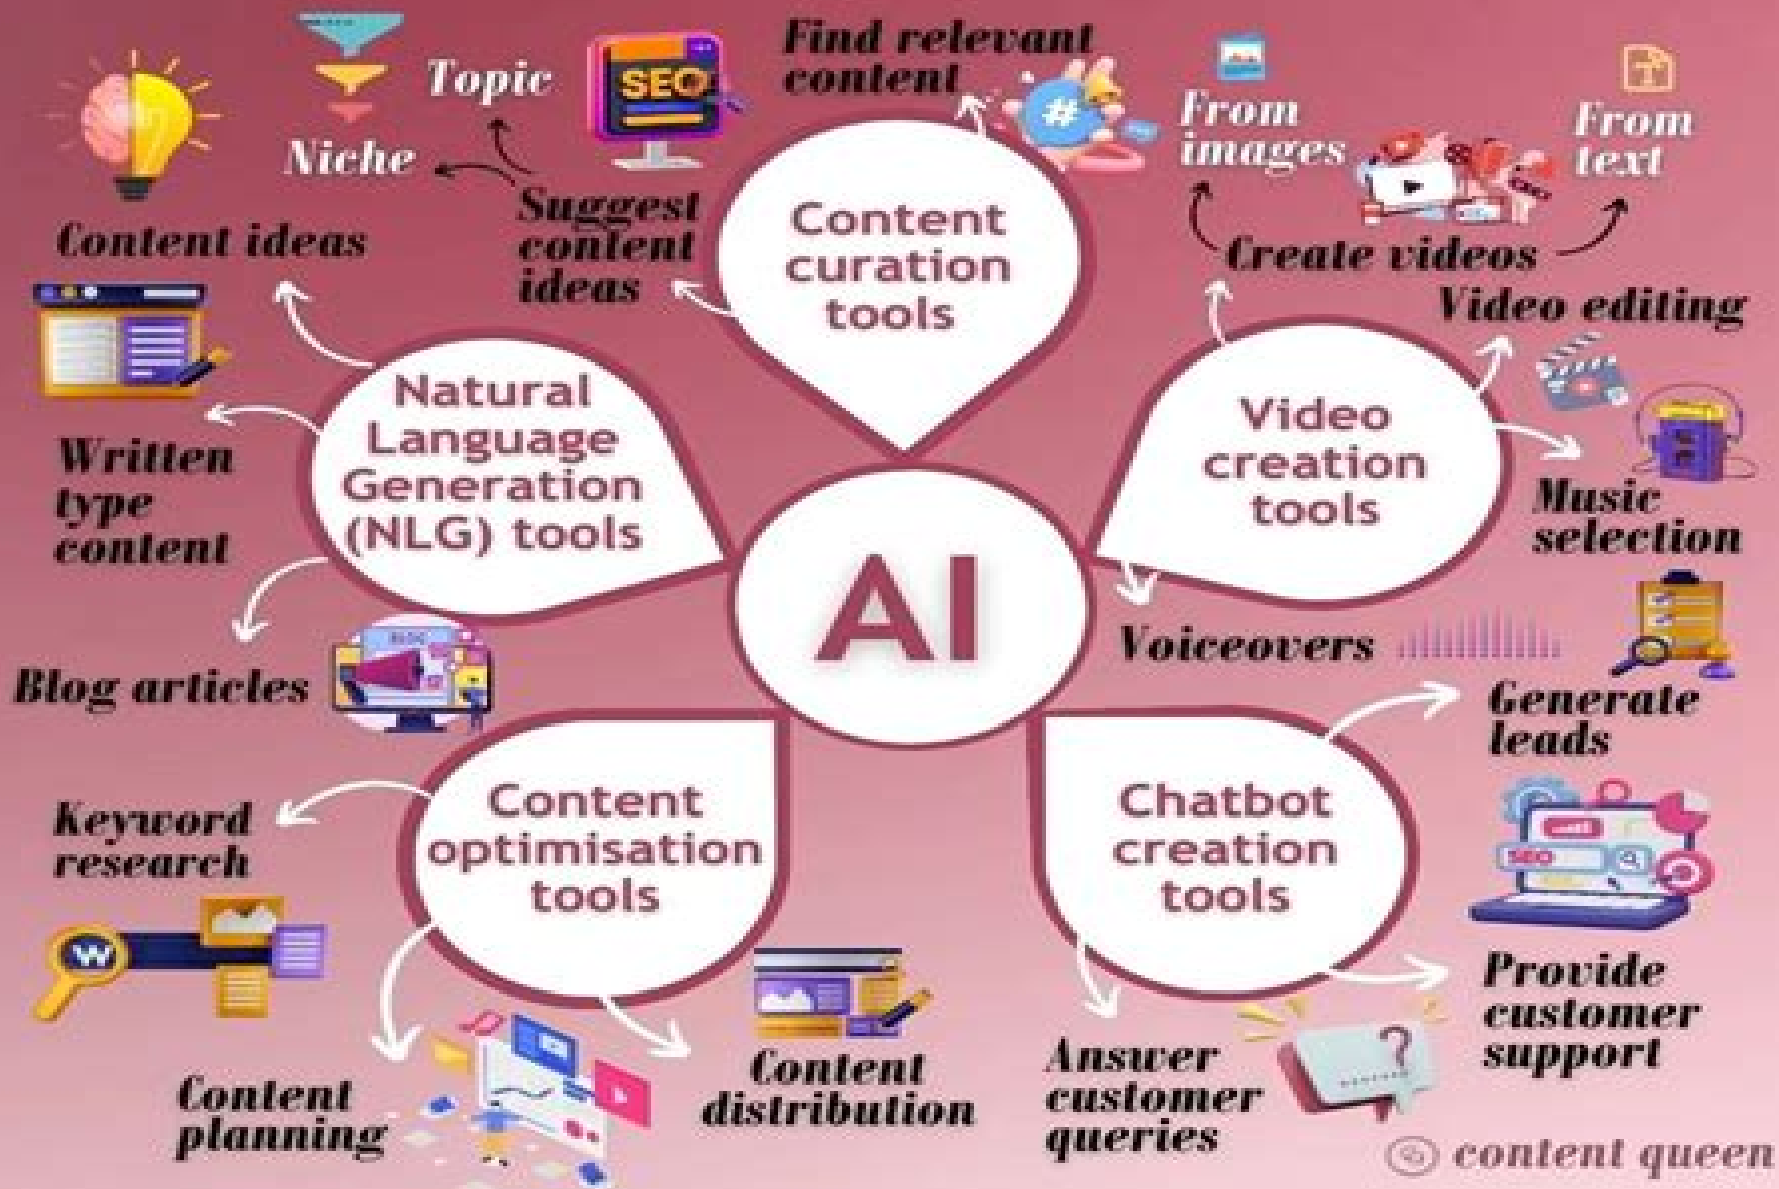 Find relevant
content
Topic
SEO
Niche
#
From
images
From
text
Suggest
content
ideas
Content ideas
Content
curation
tools
Create videos
Video editing
Natural
Language
Generation
(NLG) tools
Video
creation
tools
Written
type
content
Music
selection
AI
Voiceovers
Blog articles
BLOG
Generate
leads
Keyword
research
Content
optimisation
tools
Chatbot
creation
tools
SEO
W
Provide
customer
support
?
Content
planning
Content
distribution
Answer
customer
queries
content queen